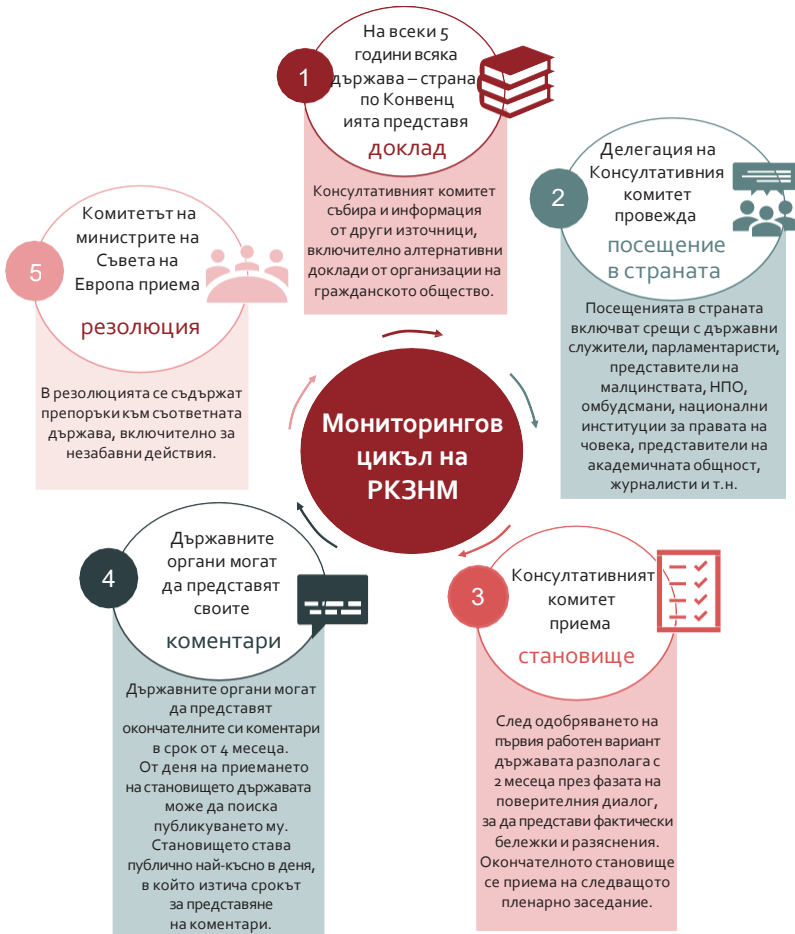 1
На всеки 5
години всяка
държава – страна
по Конвенц
ията представя
доклад
Консултативният комитет
събира и информация
от други източници,
включително алтернативни
доклади от организации на
гражданското общество.
2
Делегация на
Консултативния
комитет
провежда
посещение
в страната
Посещенията в страната
включват срещи с държавни
служители, парламентаристи,
представители на
малцинствата, НПО,
омбудсмани, национални
институции за правата на
човека, представители на
академичната общност,
журналисти и т.н.
3
Консултативният
комитет
приема
становище
След одобряването на
първия работен вариант
държавата разполага с
2 месеца през фазата на
поверителния диалог,
за да представи фактически
бележки и разяснения.
Окончателното становище
се приема на следващото
пленарно заседание.
4
Държавните
органи могат
да представят
своите
коментари
Държавните органи могат
да представят
окончателните си коментари
в срок от 4 месеца.
От деня на приемането
на становището държавата
може да поиска
публикуването му.
Становището става
публично най-късно в деня,
в който изтича срокът
за представяне
на коментари.
5
Комитетът на
министрите на
Съвета на
Европа приема
резолюция
В резолюцията се съдържат
препоръки към съответната
държава, включително за
незабавни действия.
Мониторингов
цикъл на
РКЗНМ